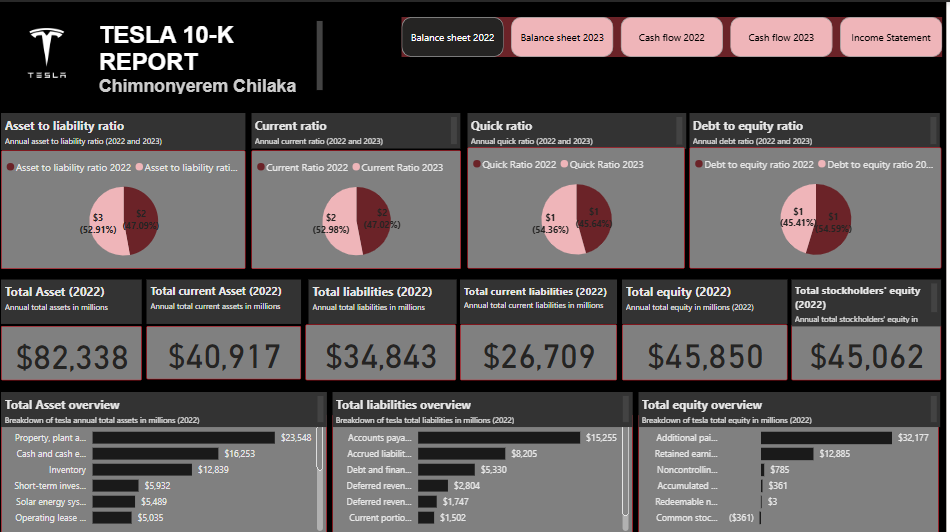 TESLA
TESLA 10-K
REPORT
Chimnonyerem Chilaka
Balance sheet 2022
Balance sheet 2023
Cash flow 2022
Cash flow 2023
Income Statement
Asset to liability ratio
Annual asset to liability ratio (2022 and 2023)
Asset to liability ratio 2022 Asset to liability rati...
$3
(52.91%)
$2
(47.09%)
Current ratio
Annual current ratio (2022 and 2023)
Current Ratio 2022 Current Ratio 2023
$2
(52.98%)
$2
(47.02%)
Quick ratio
Annual quick ratio (2022 and 2023)
Quick Ratio 2022 Quick Ratio 2023
$1
(54.36%)
$1
(45.64%)
Debt to equity ratio
Annual debt ratio (2022 and 2023)
Debt to equity ratio 2022 Debt to equity ratio 20...
$1
(45.41%)
$1
(54.59%)
Total Asset (2022)
Annual total assets in millions
$82,338
Total current Asset (2022)
Annual total current assets in millions
$40,917
Total liabilities (2022)
Annual total liabilities in millions
$34,843
Total current liabilities (2022)
Annual total current liabilities in millions
$26,709
Total equity (2022)
Annual total equity in millions (2022)
$45,850
Total stockholders' equity
(2022)
Annual total stockholders' equity in
$45,062
Total Asset overview
Breakdown of tesla annual total assets in millions (2022)
Property, plant a... $23,548
Cash and cash e... $16,253
Inventory $12,839
Short-term inves... $5,932
Solar energy sys... $5,489
Operating lease ... $5,035
Total liabilities overview
Breakdown of tesla total liabilities in millions (2022)
Accounts paya... $15,255
Accrued liabilit... $8,205
Debt and finan... $5,330
Deferred reven... $2,804
Deferred reven... $1,747
Current portio... $1,502
Total equity overview
Breakdown of tesla total equity in millions (2022)
Additional pai... $32,177
Retained earni... $12,885
Noncontrollin... $785
Accumulated ... $361
Redeemable n... $3
Common stoc... ($361)